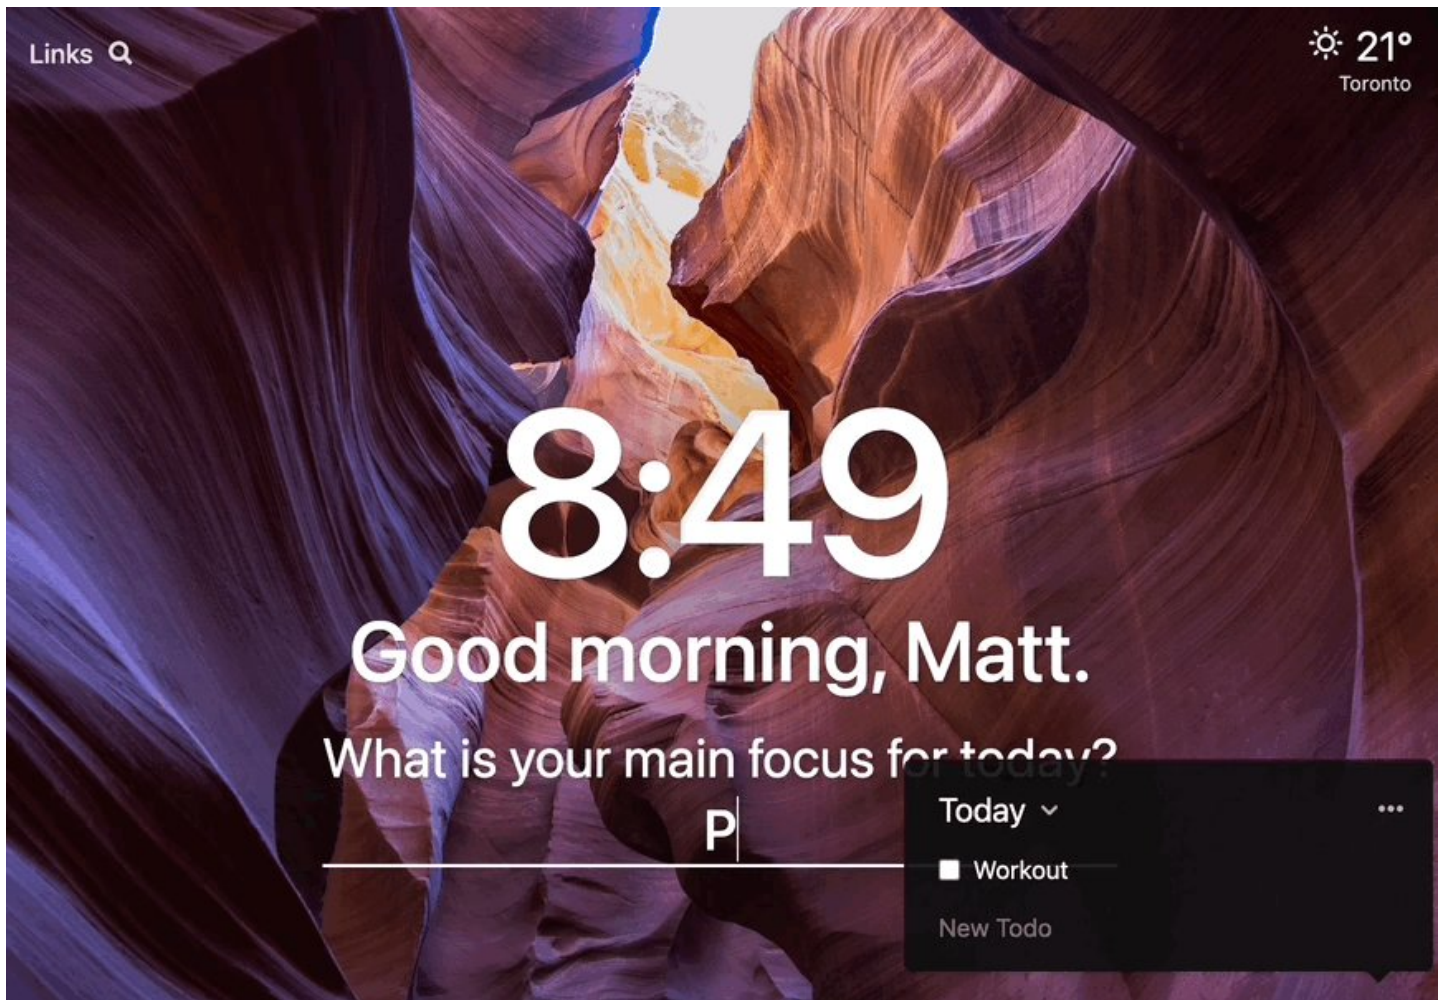 Links
21°
Toronto
8:49
Good morning, Matt.
What is your main focus for today?
P
Today
Workout
New Todo